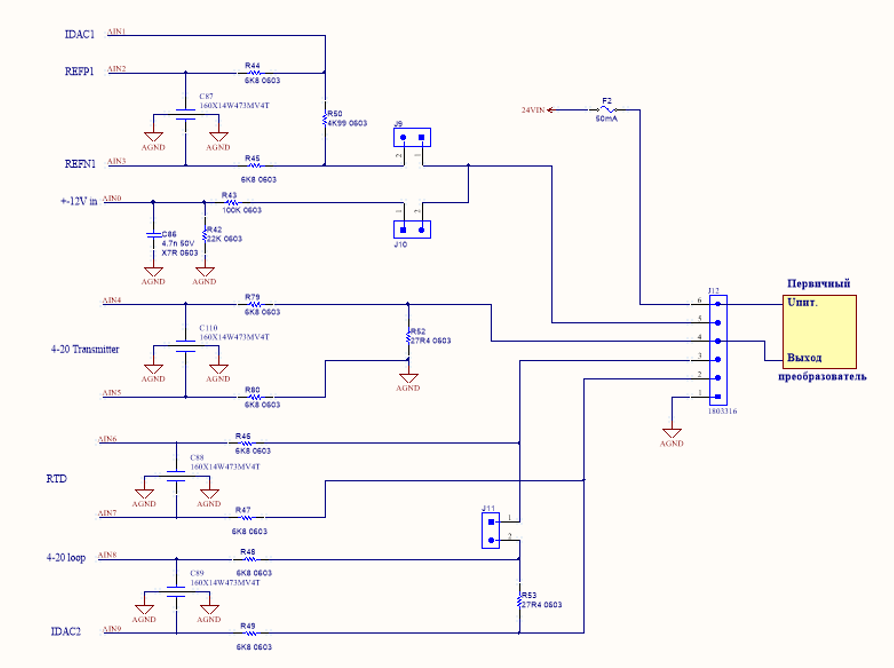 IDAC1 AIN1
REFP1 AIN2
R44
6K8 0603
C87
160X14W473MV4T
AGND AGND
R50
4K99 0603
REFN1 AIN3
R45
6K8 0603
J9
2 1
24VIN
F2
50mA
+-12V in AIN0
R43
100K 0603
C86
4.7n 50V
X7R 0603
R42
22K 0603
AGND AGND
1 2
J10
AIN4
R79
6K8 0603
C110
160X14W473MV4T
AGND AGND
4-20 Transmitter
R52
27R4 0603
AGND
AIN5
R80
6K8 0603
J12
6
5
4
3
2
1
1803316
AGND
Первичный
Uпит.
Выход
преобразователь
AIN6
R46
6K8 0603
C88
160X14W473MV4T
RTD
AGND AGND
AIN7
R47
6K8 0603
J11
1
2
4-20 loop AIN8
R48
6K8 0603
C89
160X14W473MV4T
AGND AGND
R53
27R4 0603
IDAC2 AIN9
R49
6K8 0603